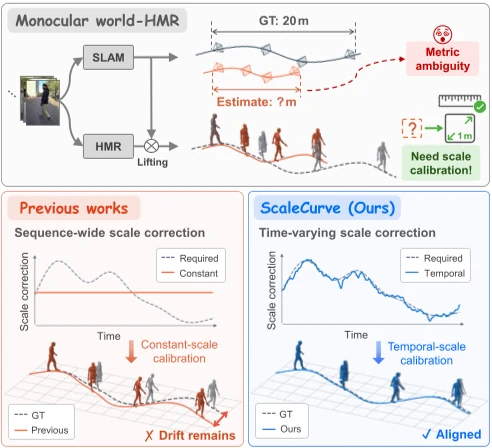 Monocular world-HMR
SLAM
HMR
Lifting
GT: 20 m
Estimate: ? m
Metric
ambiguity
?
1 m
Need scale
calibration!
Previous works
Sequence-wide scale correction
Scale correction
Required
Constant
Time
Constant-scale
calibration
GT
Previous
✗ Drift remains
ScaleCurve (Ours)
Time-varying scale correction
Scale correction
Required
Temporal
Time
Temporal-scale
calibration
GT
Ours
✓ Aligned